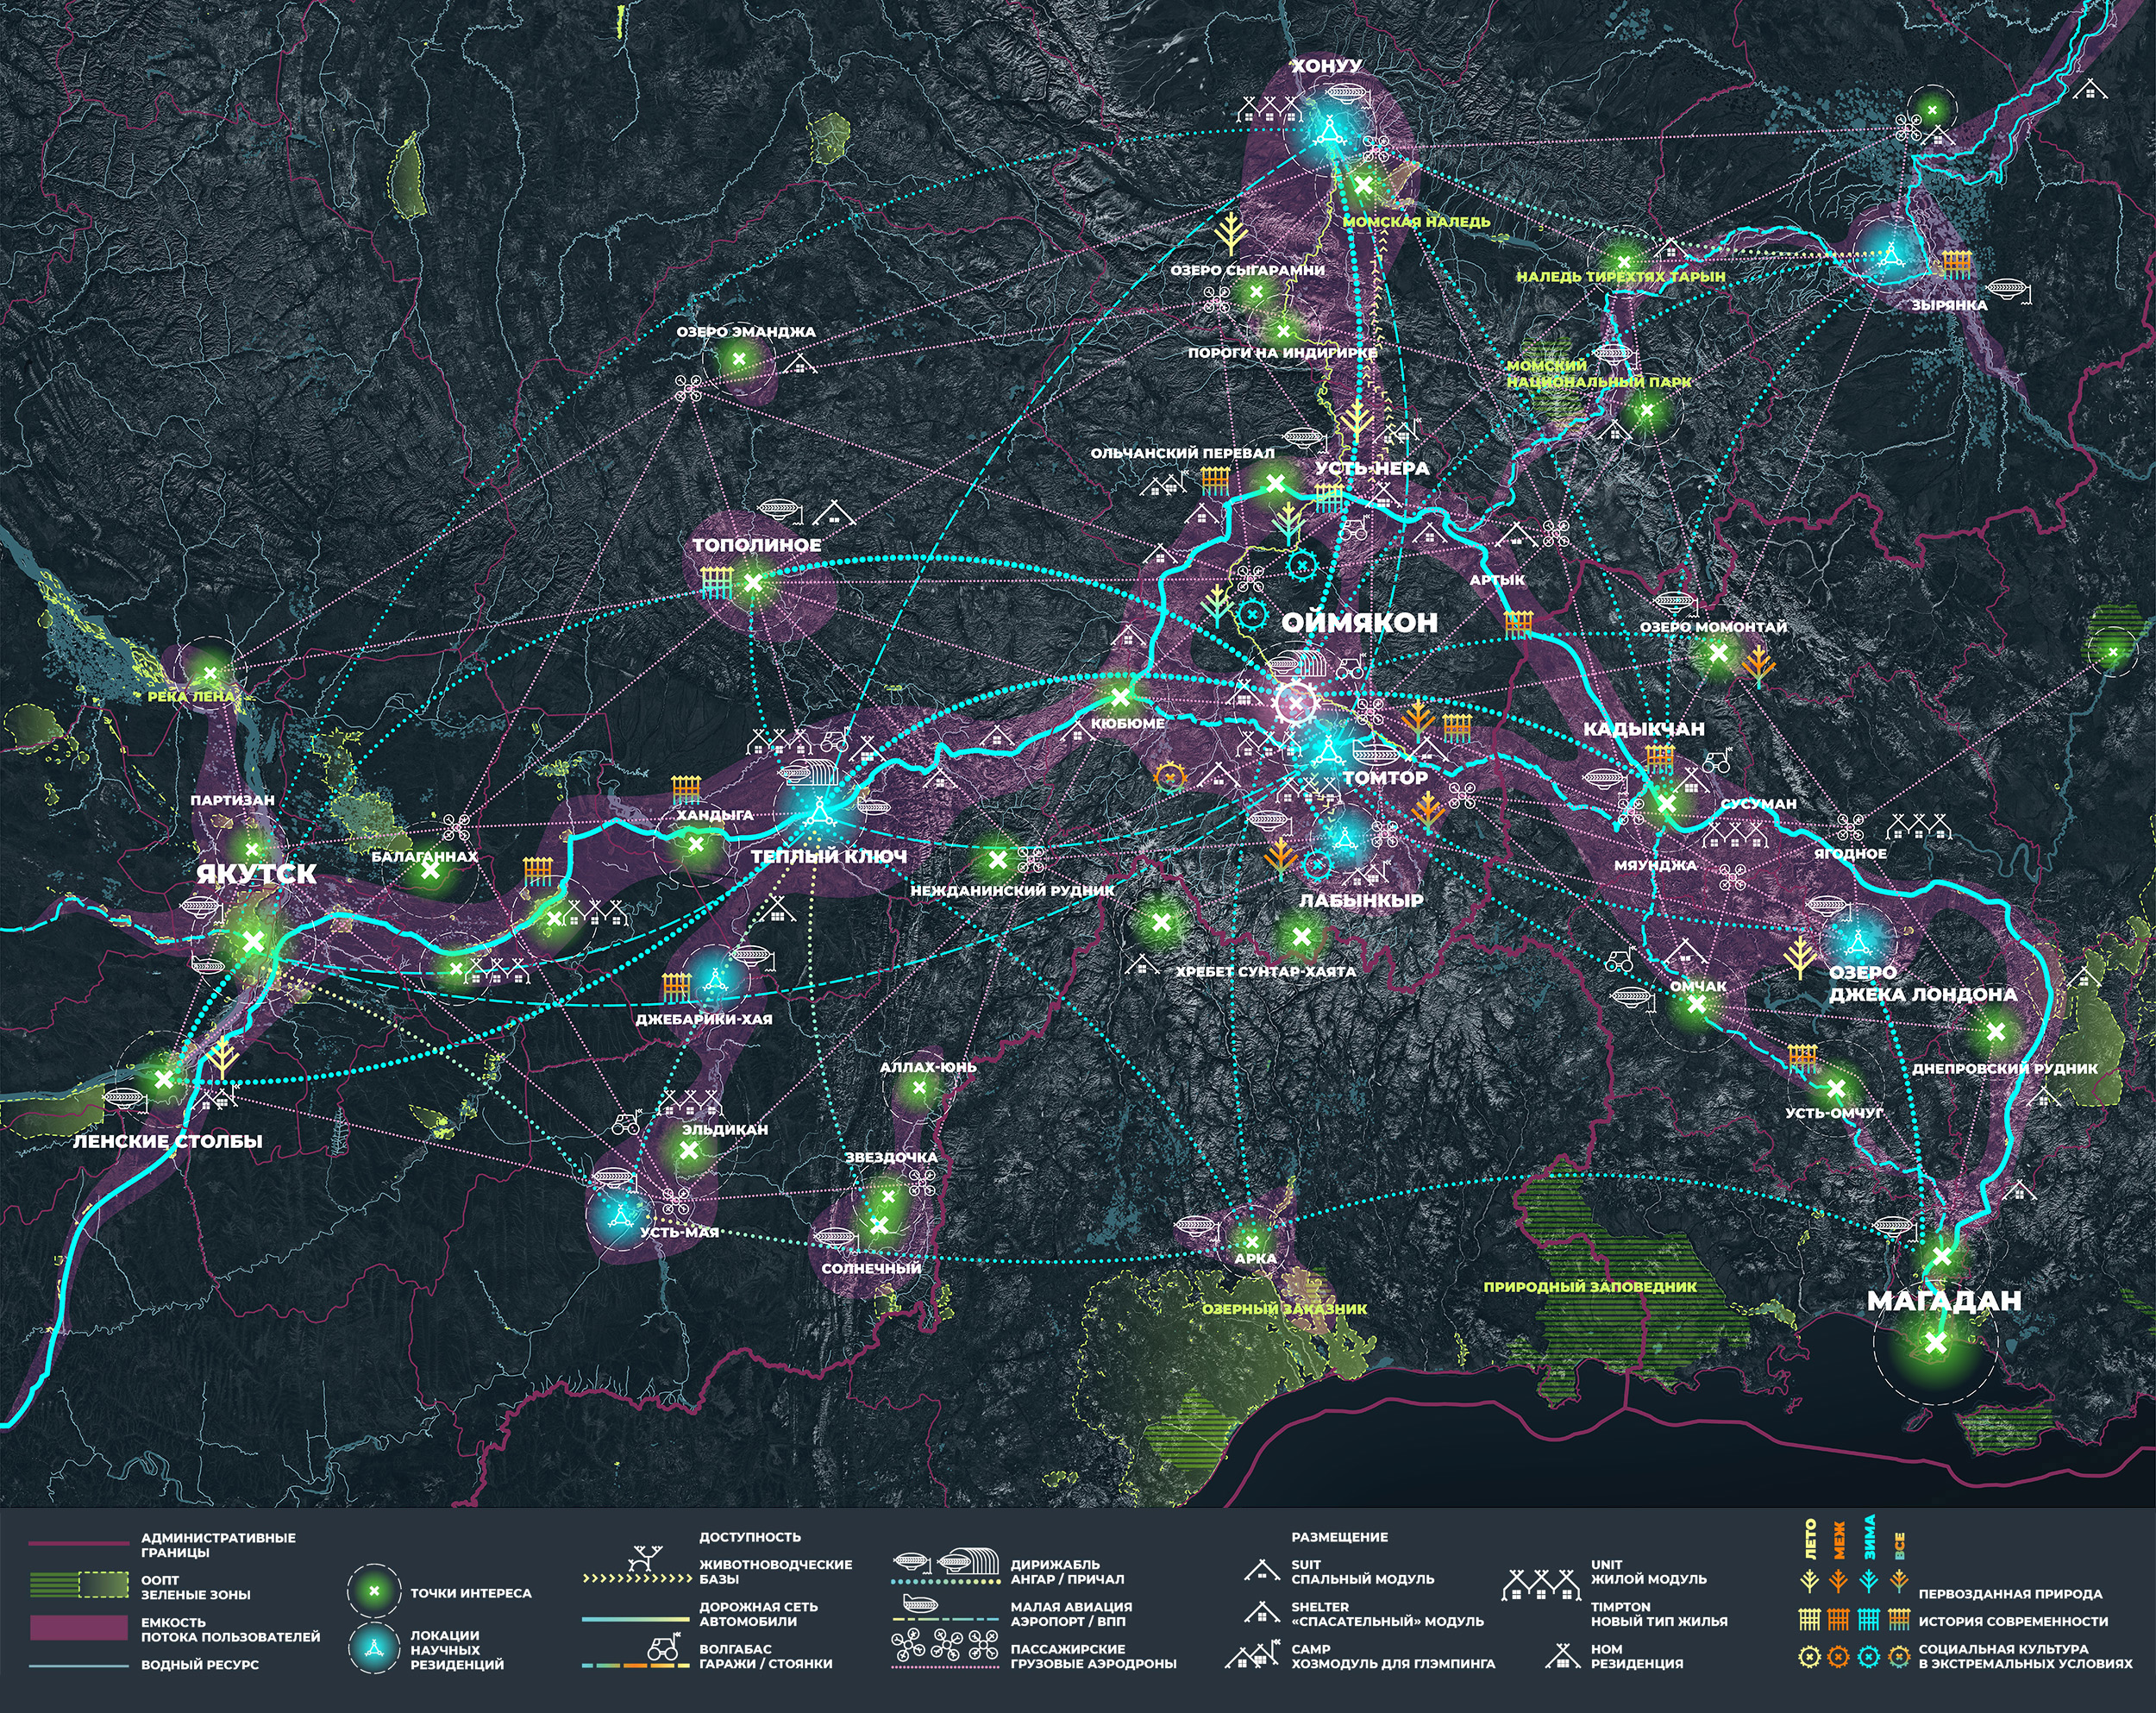 ХОНУУ
МОМСКАЯ НАЛЕДЬ
ОЗЕРО СЫГАРАМНИ
НАЛЕДЬ ТИРЕХТЯХ ТАРЫН
ЗЫРЯНКА
ОЗЕРО ЭМАНДЖА
ПОРОГИ НА ИНДИГИРКЕ
МОМСКИЙ
НАЦИОНАЛЬНЫЙ ПАРК
ОЛЬЧАНСКИЙ ПЕРЕВАЛ
УСТЬ-НЕРА
ТОПОЛИНОЕ
АРТЫК
ОЙМЯКОН
ОЗЕРО МОМОНТАЙ
РЕКА ЛЕНА
КЮБЮМЕ
КАДЫКЧАН
ТОМТОР
ПАРТИЗАН
СУСУМАН
ХАНДЫГА
БАЛАГАННАХ
ТЕПЛЫЙ КЛЮЧ
ЯГОДНОЕ
МЯУНДЖА
ЯКУТСК
НЕЖДАНИНСКИЙ РУДНИК
ЛАБЫНКЫР
ХРЕБЕТ СУНТАР-ХАЯТА
ОЗЕРО
ДЖЕКА ЛОНДОНА
ОМЧАК
ДЖЕБАРИКИ-ХАЯ
АЛЛАХ-ЮНЬ
ДНЕПРОВСКИЙ РУДНИК
УСТЬ-ОМЧУГ
ЭЛЬДИКАН
ЛЕНСКИЕ СТОЛБЫ
ЗВЕЗДОЧКА
УСТЬ-МАЯ
СОЛНЕЧНЫЙ
АРКА
ПРИРОДНЫЙ ЗАПОВЕДНИК
МАГАДАН
ОЗЕРНЫЙ ЗАКАЗНИК
АДМИНИСТРАТИВНЫЕ
ГРАНИЦЫ
ООПТ
ЗЕЛЕНЫЕ ЗОНЫ
ЕМКОСТЬ
ПОТОКА ПОЛЬЗОВАТЕЛЕЙ
ВОДНЫЙ РЕСУРС
ТОЧКИ ИНТЕРЕСА
ЛОКАЦИИ
НАУЧНЫХ
РЕЗИДЕНЦИЙ
ДОСТУПНОСТЬ
ЖИВОТНОВОДЧЕСКИЕ
БАЗЫ
ДОРОЖНАЯ СЕТЬ
АВТОМОБИЛИ
ВОЛГАБАС
ГАРАЖИ / СТОЯНКИ
ДИРИЖАБЛЬ
АНГАР / ПРИЧАЛ
МАЛАЯ АВИАЦИЯ
АЭРОПОРТ / ВПП
ПАССАЖИРСКИЕ
ГРУЗОВЫЕ АЭРОДРОНЫ
РАЗМЕЩЕНИЕ
SUIT
СПАЛЬНЫЙ МОДУЛЬ
SHELTER
«СПАСАТЕЛЬНЫЙ» МОДУЛЬ
CAMP
ХОЗМОДУЛЬ ДЛЯ ГЛЭМПИНГА
UNIT
ЖИЛОЙ МОДУЛЬ
TIMPTON
НОВЫЙ ТИП ЖИЛЬЯ
HOM
РЕЗИДЕНЦИЯ
ЛЕТО
МЕЖ
ЗИМА
ВСЕ
ПЕРВОЗДАННАЯ ПРИРОДА
ИСТОРИЯ СОВРЕМЕННОСТИ
СОЦИАЛЬНАЯ КУЛЬТУРА
В ЭКСТРЕМАЛЬНЫХ УСЛОВИЯХ